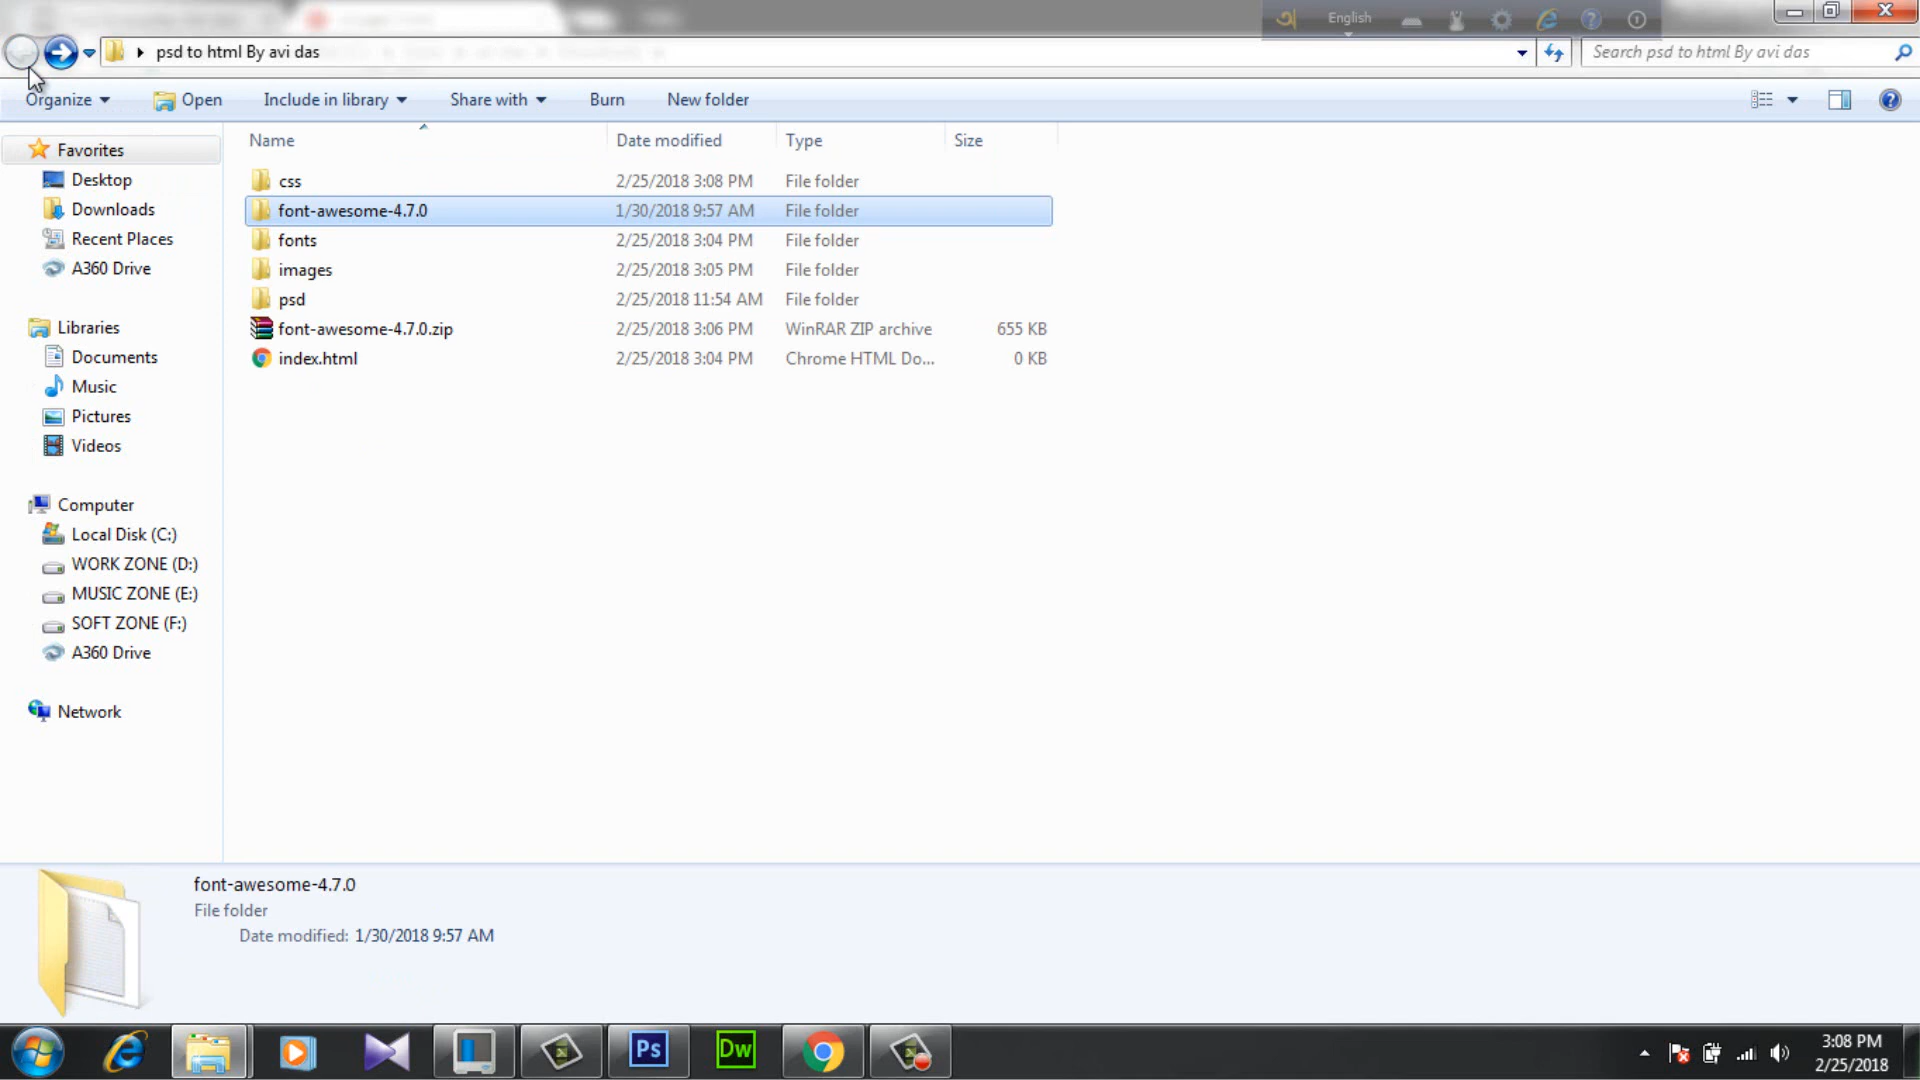 English
psd to html By avi das
Search psd to html By avi das
Organize Open Include in library Share with Burn New folder
Name Date modified Type Size
css 2/25/2018 3:08 PM File folder
font-awesome-4.7.0 1/30/2018 9:57 AM File folder
fonts 2/25/2018 3:04 PM File folder
images 2/25/2018 3:05 PM File folder
psd 2/25/2018 11:54 AM File folder
font-awesome-4.7.0.zip 2/25/2018 3:06 PM WinRAR ZIP archive 655 KB
index.html 2/25/2018 3:04 PM Chrome HTML Do... 0 KB
Favorites
Desktop
Downloads
Recent Places
A360 Drive
Libraries
Documents
Music
Pictures
Videos
Computer
Local Disk (C:)
WORK ZONE (D:)
MUSIC ZONE (E:)
SOFT ZONE (F:)
A360 Drive
Network
font-awesome-4.7.0
File folder
Date modified: 1/30/2018 9:57 AM
Ps
Dw
3:08 PM
2/25/2018